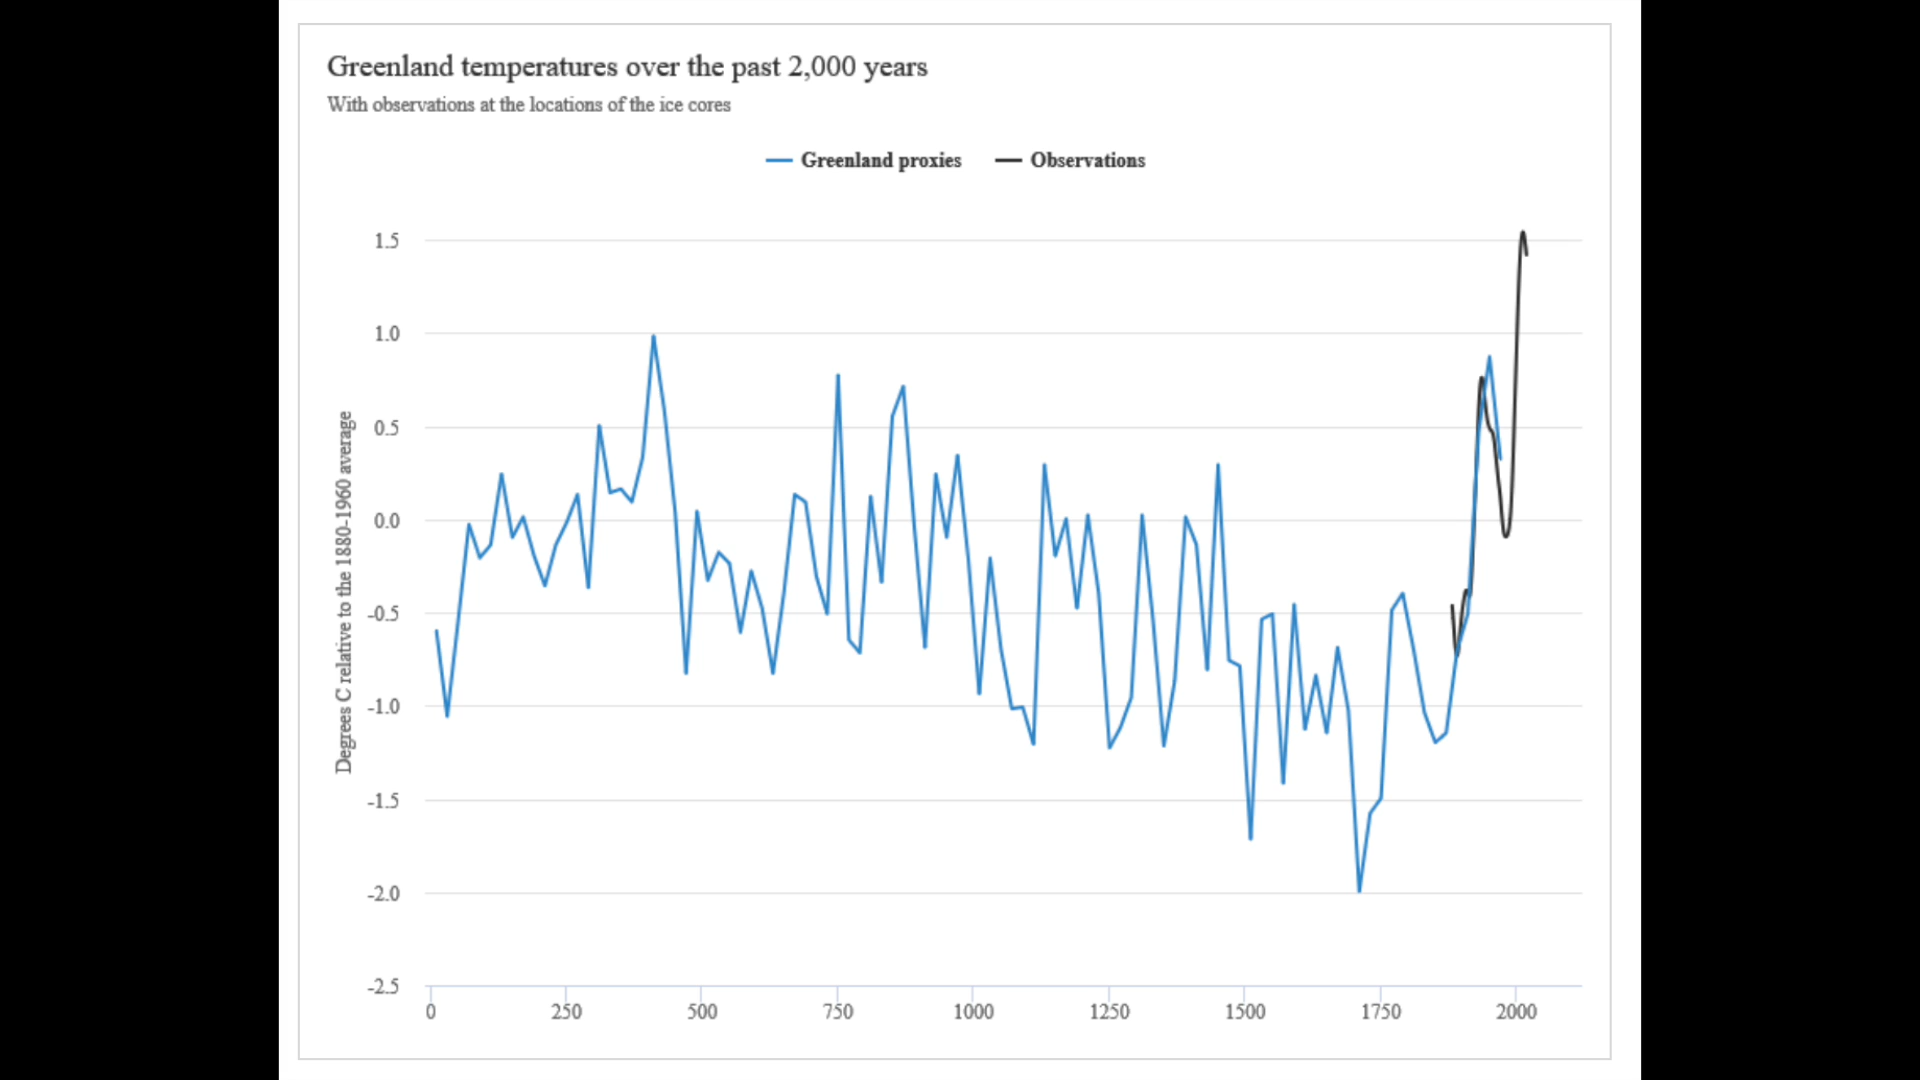 Greenland temperatures over the past 2,000 years
With observations at the locations of the ice cores
Greenland proxies
Observations
Degrees C relative to the 1880-1960 average
1.5
1.0
0.5
0.0
-0.5
-1.0
-1.5
-2.0
-2.5
0 250 500 750 1000 1250 1500 1750 2000